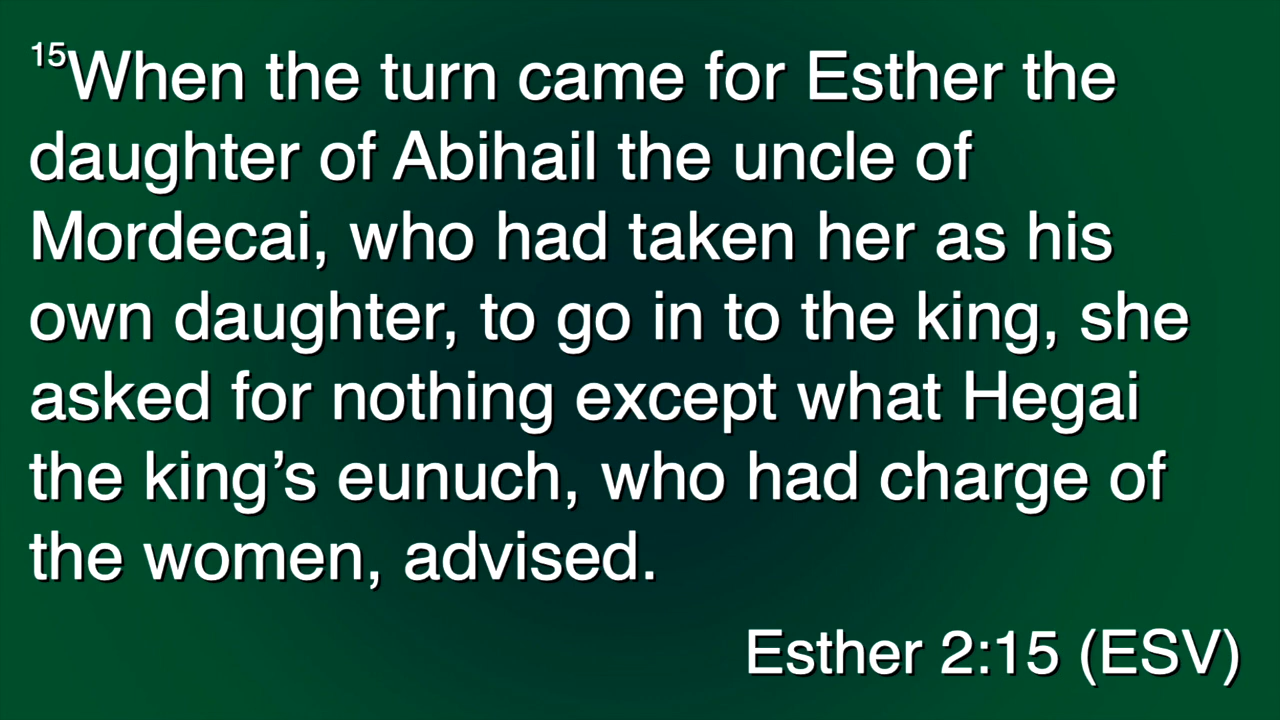 15When the turn came for Esther the
daughter of Abihail the uncle of
Mordecai, who had taken her as his
own daughter, to go in to the king, she
asked for nothing except what Hegai
the king’s eunuch, who had charge of
the women, advised.
Esther 2:15 (ESV)